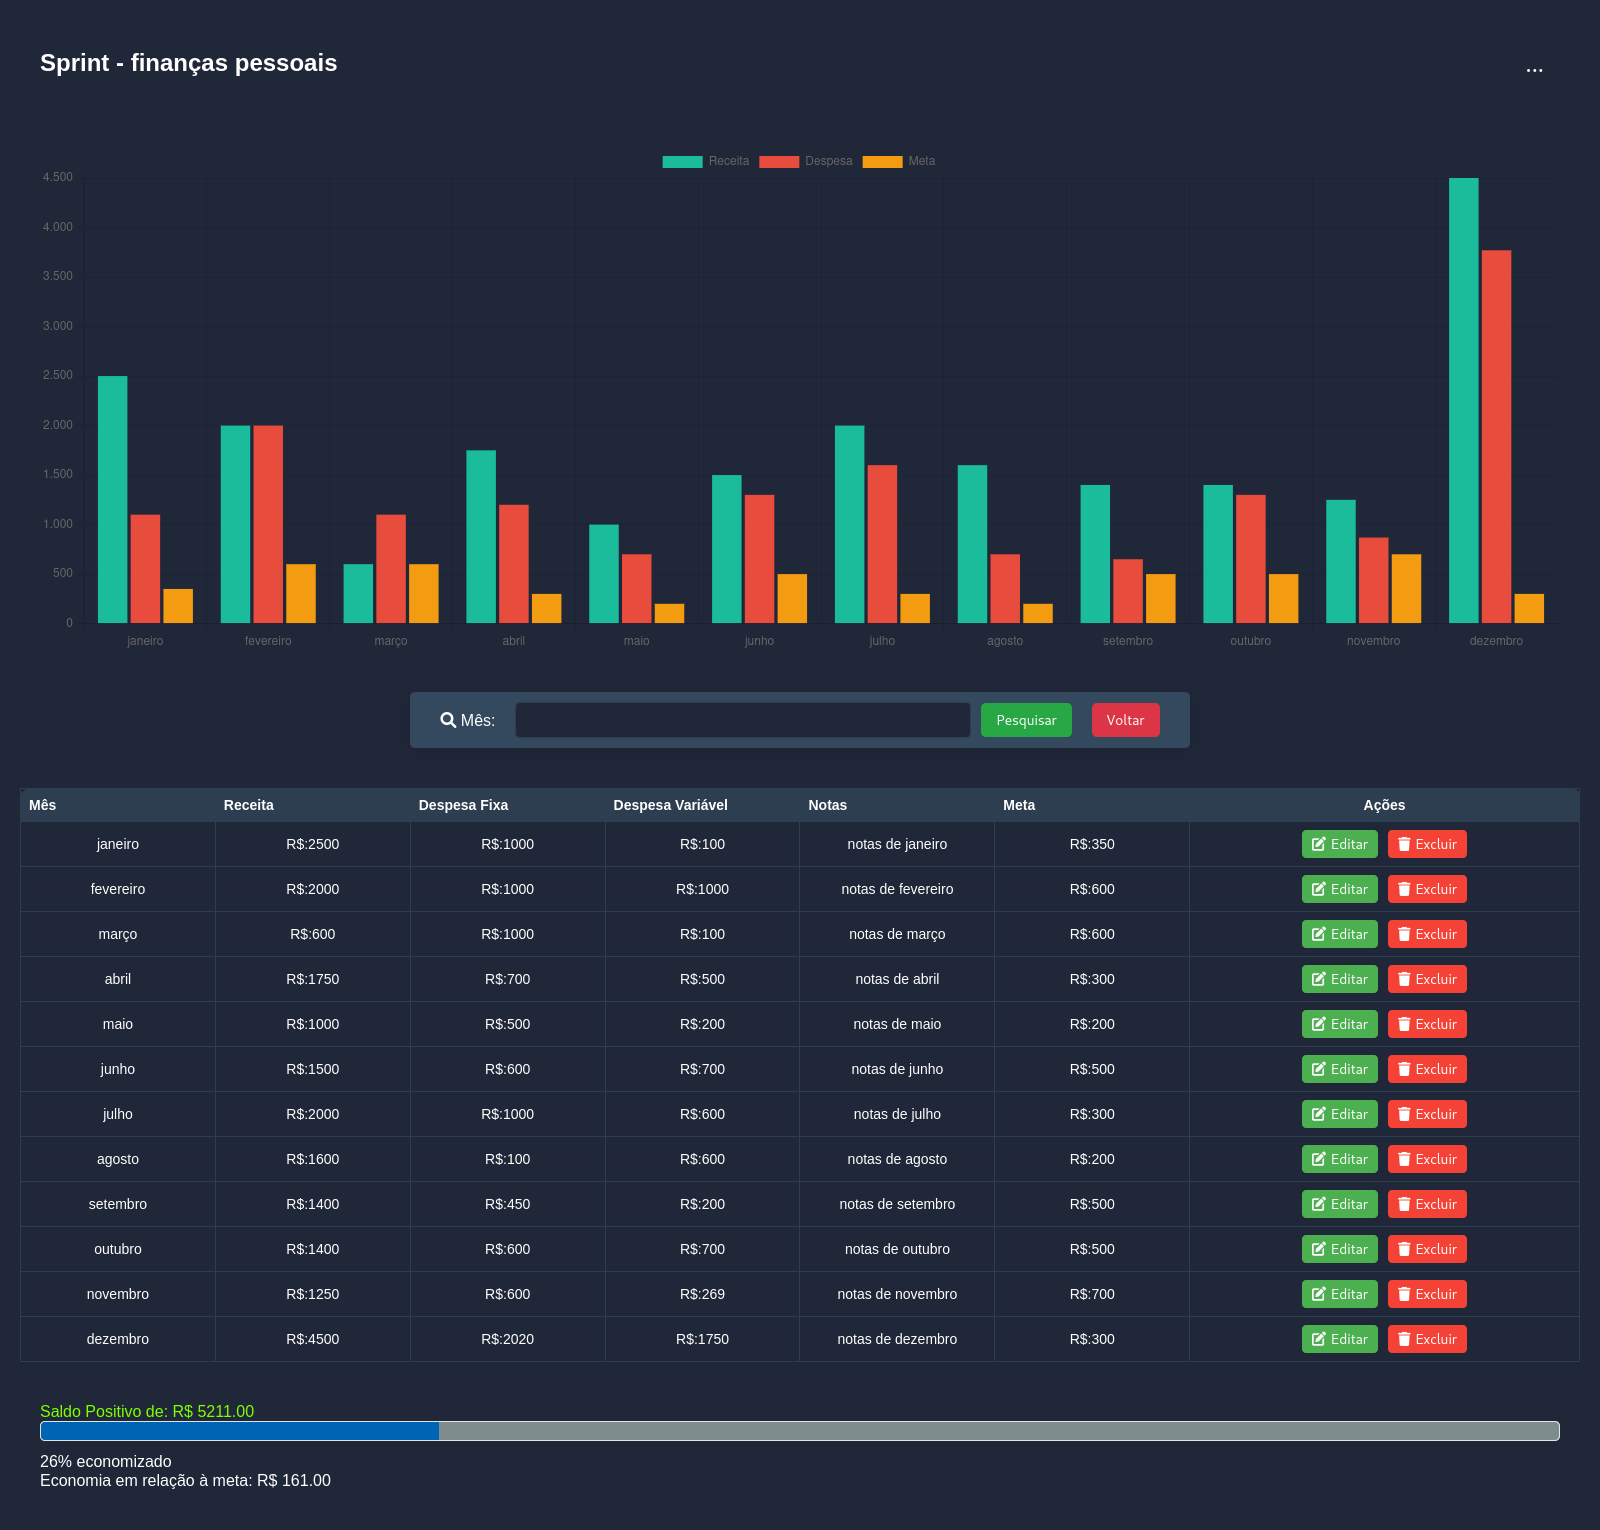 Sprint - finanças pessoais
...
Receita Despesa Meta
4.500
4.000
3.500
3.000
2.500
2.000
1.500
1.000
500
0
janeiro fevereiro março abril maio junho julho agosto setembro outubro novembro dezembro
Mês: Pesquisar Voltar
Mês Receita Despesa Fixa Despesa Variável Notas Meta Ações
janeiro R$:2500 R$:1000 R$:100 notas de janeiro R$:350 Editar Excluir
fevereiro R$:2000 R$:1000 R$:1000 notas de fevereiro R$:600 Editar Excluir
março R$:600 R$:1000 R$:100 notas de março R$:600 Editar Excluir
abril R$:1750 R$:700 R$:500 notas de abril R$:300 Editar Excluir
maio R$:1000 R$:500 R$:200 notas de maio R$:200 Editar Excluir
junho R$:1500 R$:600 R$:700 notas de junho R$:500 Editar Excluir
julho R$:2000 R$:1000 R$:600 notas de julho R$:300 Editar Excluir
agosto R$:1600 R$:100 R$:600 notas de agosto R$:200 Editar Excluir
setembro R$:1400 R$:450 R$:200 notas de setembro R$:500 Editar Excluir
outubro R$:1400 R$:600 R$:700 notas de outubro R$:500 Editar Excluir
novembro R$:1250 R$:600 R$:269 notas de novembro R$:700 Editar Excluir
dezembro R$:4500 R$:2020 R$:1750 notas de dezembro R$:300 Editar Excluir
Saldo Positivo de: R$ 5211.00
26% economizado
Economia em relação à meta: R$ 161.00